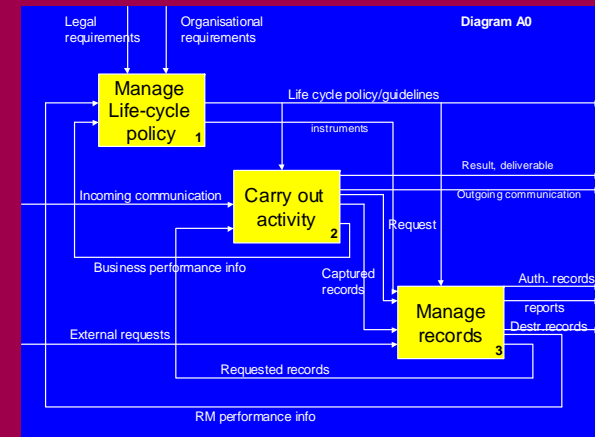 Legal
requirements
Organisational
requirements
Diagram A0
Manage
Life-cycle
policy 1
Life cycle policy/guidelines
instruments
Result, deliverable
Incoming communication
Carry out
activity
2
Outgoing communication
Request
Business performance info
Captured
records
Auth. records
Manage
records
3
reports
Destr.records
External requests
Requested records
RM performance info